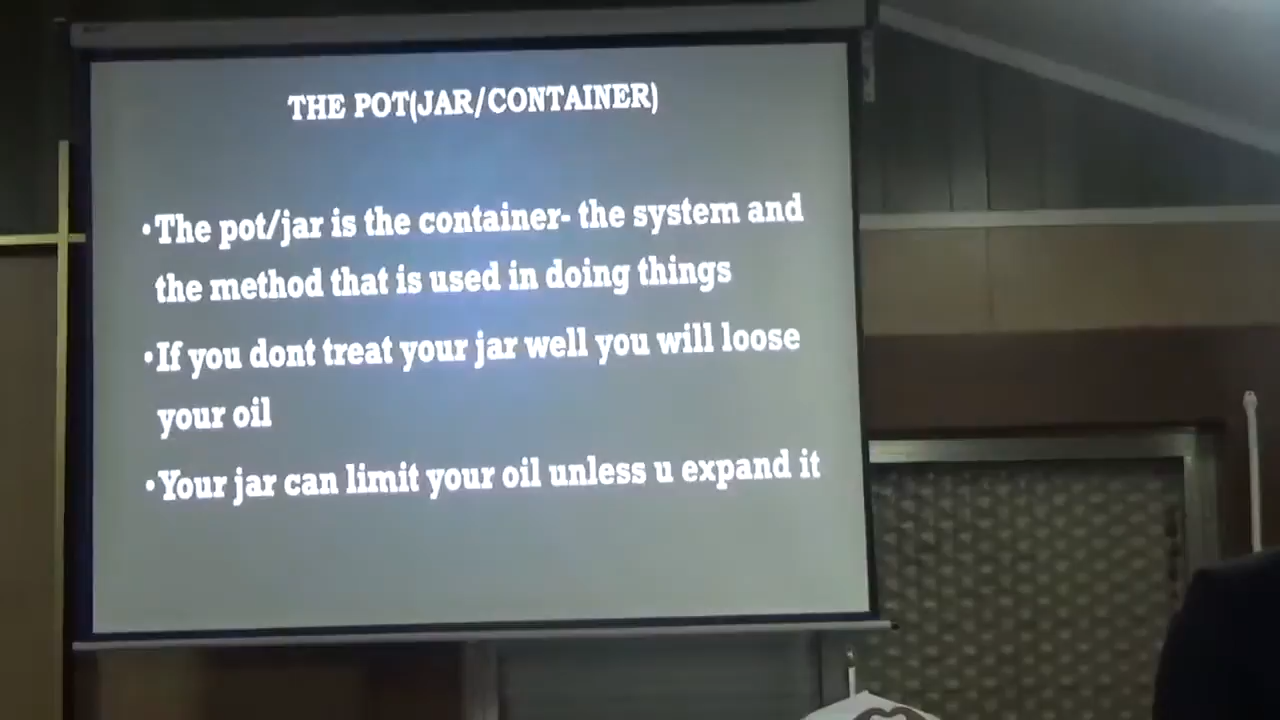 THE POT(JAR/CONTAINER)
•The pot/jar is the container- the system and
the method that is used in doing things
•If you dont treat your jar well you will loose
your oil
•Your jar can limit your oil unless u expand it